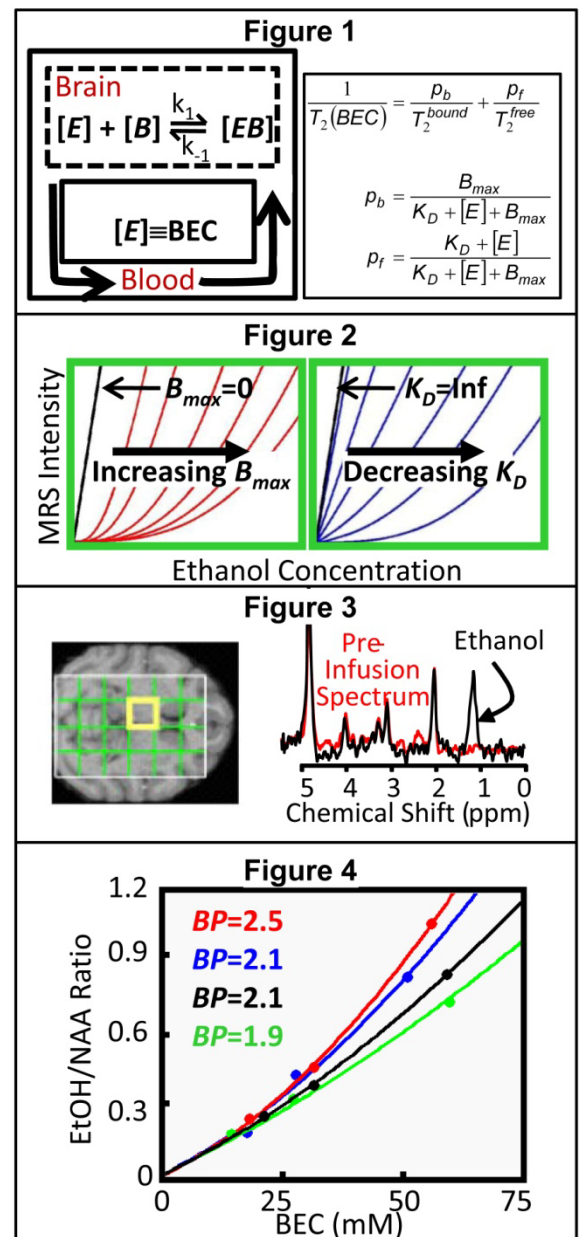 Figure 1
Brain
k1
[E] + [B] ⇌ [EB]
k-1
[E]≡BEC
Blood
1/T2(BEC) = pb/T2^bound + pf/T2^free
pb = Bmax/(KD + [E] + Bmax)
pf = (KD + [E])/(KD + [E] + Bmax)
Figure 2
MRS Intensity
Bmax=0
Increasing Bmax
KD=Inf
Decreasing KD
Ethanol Concentration
Figure 3
Pre-
Infusion
Spectrum
Ethanol
5 4 3 2 1 0
Chemical Shift (ppm)
Figure 4
EtOH/NAA Ratio
1.2
0.9
0.6
0.3
0
BP=2.5
BP=2.1
BP=2.1
BP=1.9
0 25 50 75
BEC (mM)